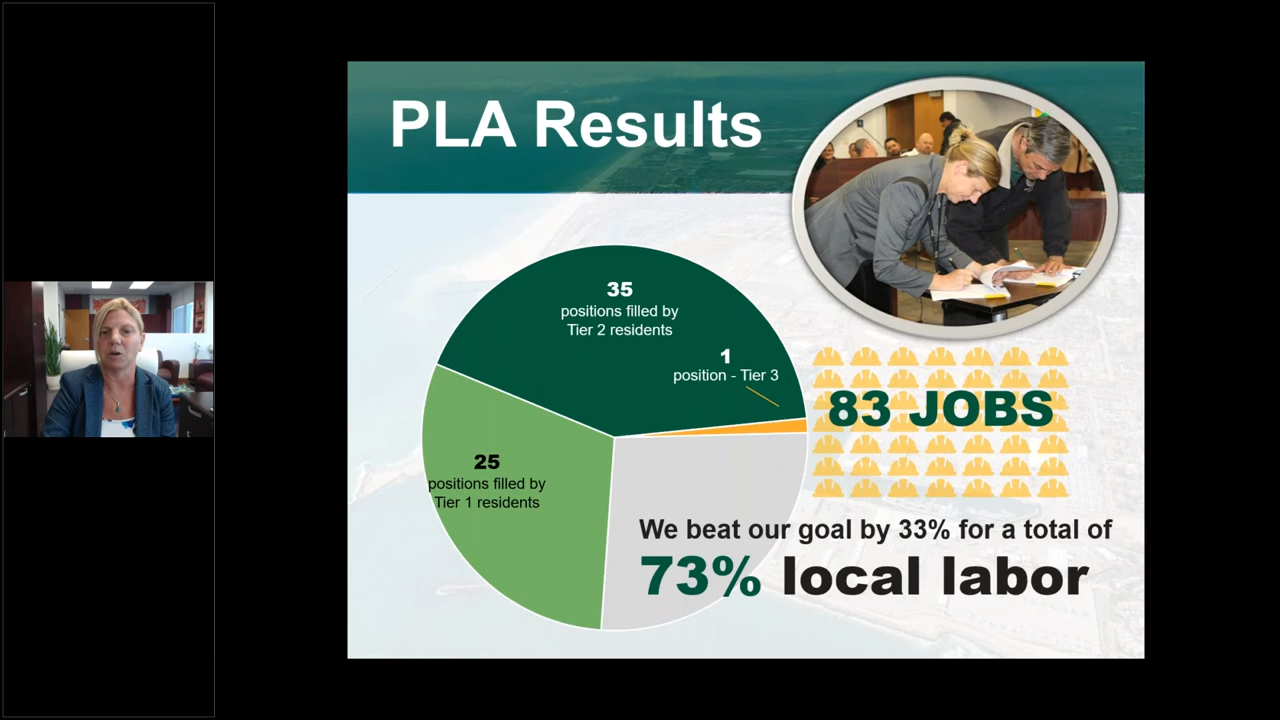 PLA Results
35
positions filled by
Tier 2 residents
1
position - Tier 3
25
positions filled by
Tier 1 residents
83 JOBS
We beat our goal by 33% for a total of
73% local labor